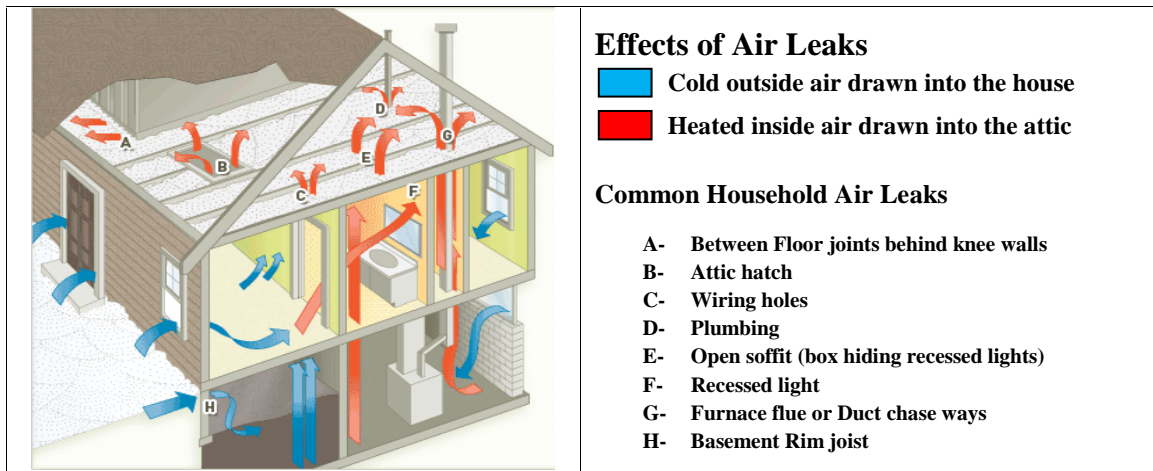 Effects of Air Leaks
Cold outside air drawn into the house
Heated inside air drawn into the attic
Common Household Air Leaks
A- Between Floor joists behind knee walls
B- Attic hatch
C- Wiring holes
D- Plumbing
E- Open soffit (box hiding recessed lights)
F- Recessed light
G- Furnace flue or Duct chase ways
H- Basement Rim joist
A
B
C
D
E
F
G
H